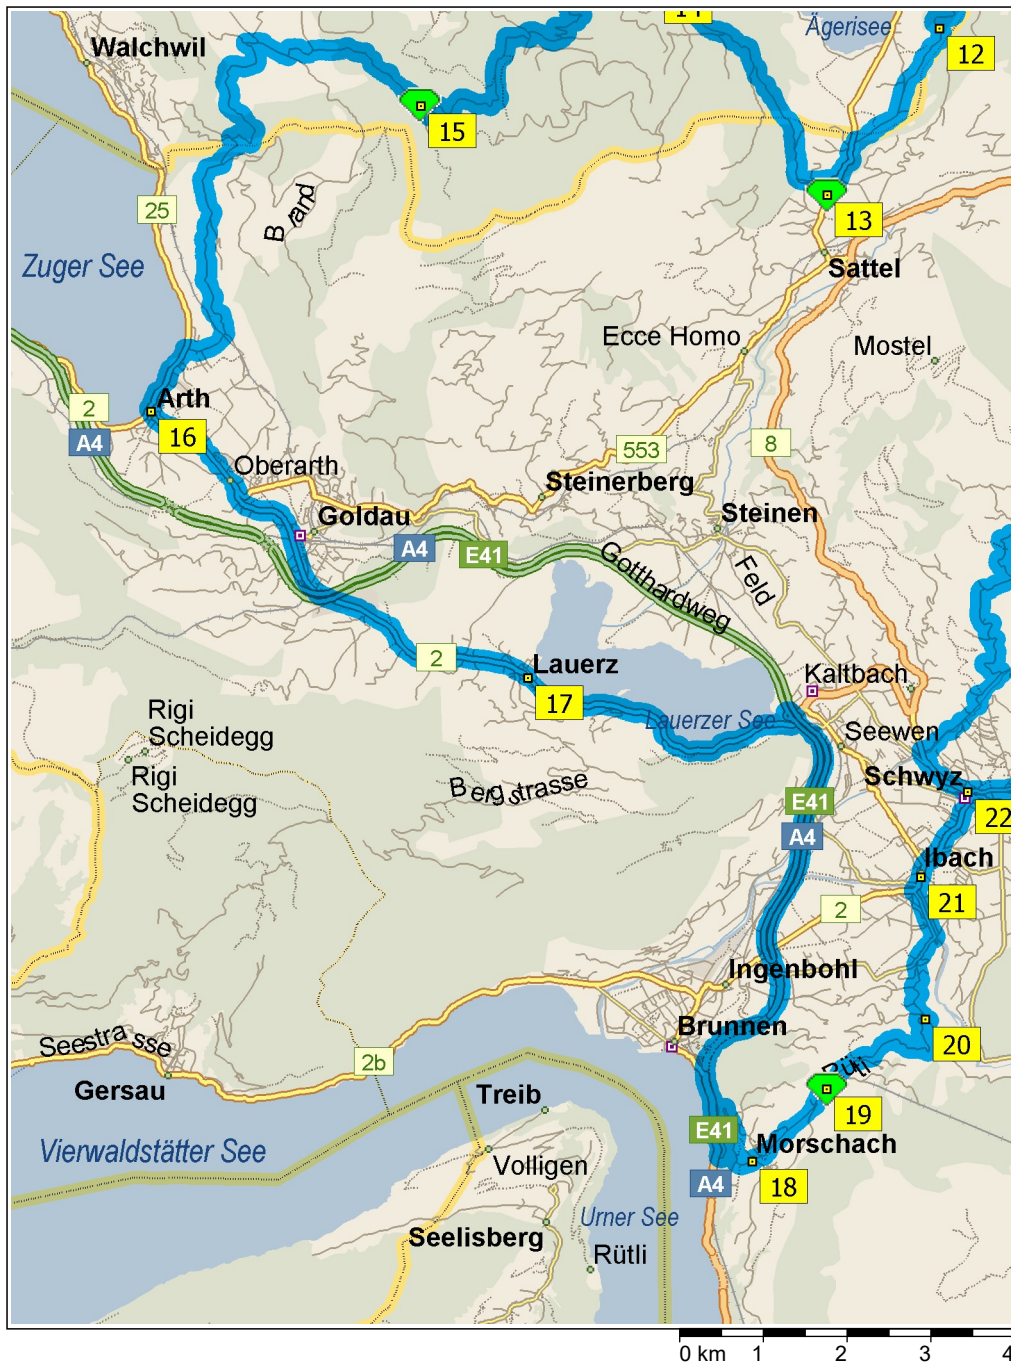 14
Ägerisee
12
Walchwil
15
25
Brand
13
Zuger See
Sattel
Ecce Homo
Mostel
2
Arth
A4
16
553
8
Oberarth
Steinerberg
Goldau
Steinen
A4
E41
Gotthardweg
Feld
2
Lauerz
Kaltbach
17
Lauerzer See
Rigi
Scheidegg
Seewen
Rigi
Scheidegg
Schwyz
Bergstrasse
E41
22
A4
Ibach
21
2
Ingenbohl
Brunnen
20
Seestrasse
2b
Rüti
Gersau
Treib
19
E41
Morschach
Vierwaldstätter See
Volligen
A4
18
Urner See
Seelisberg
Rütli
0 km 1 2 3 4